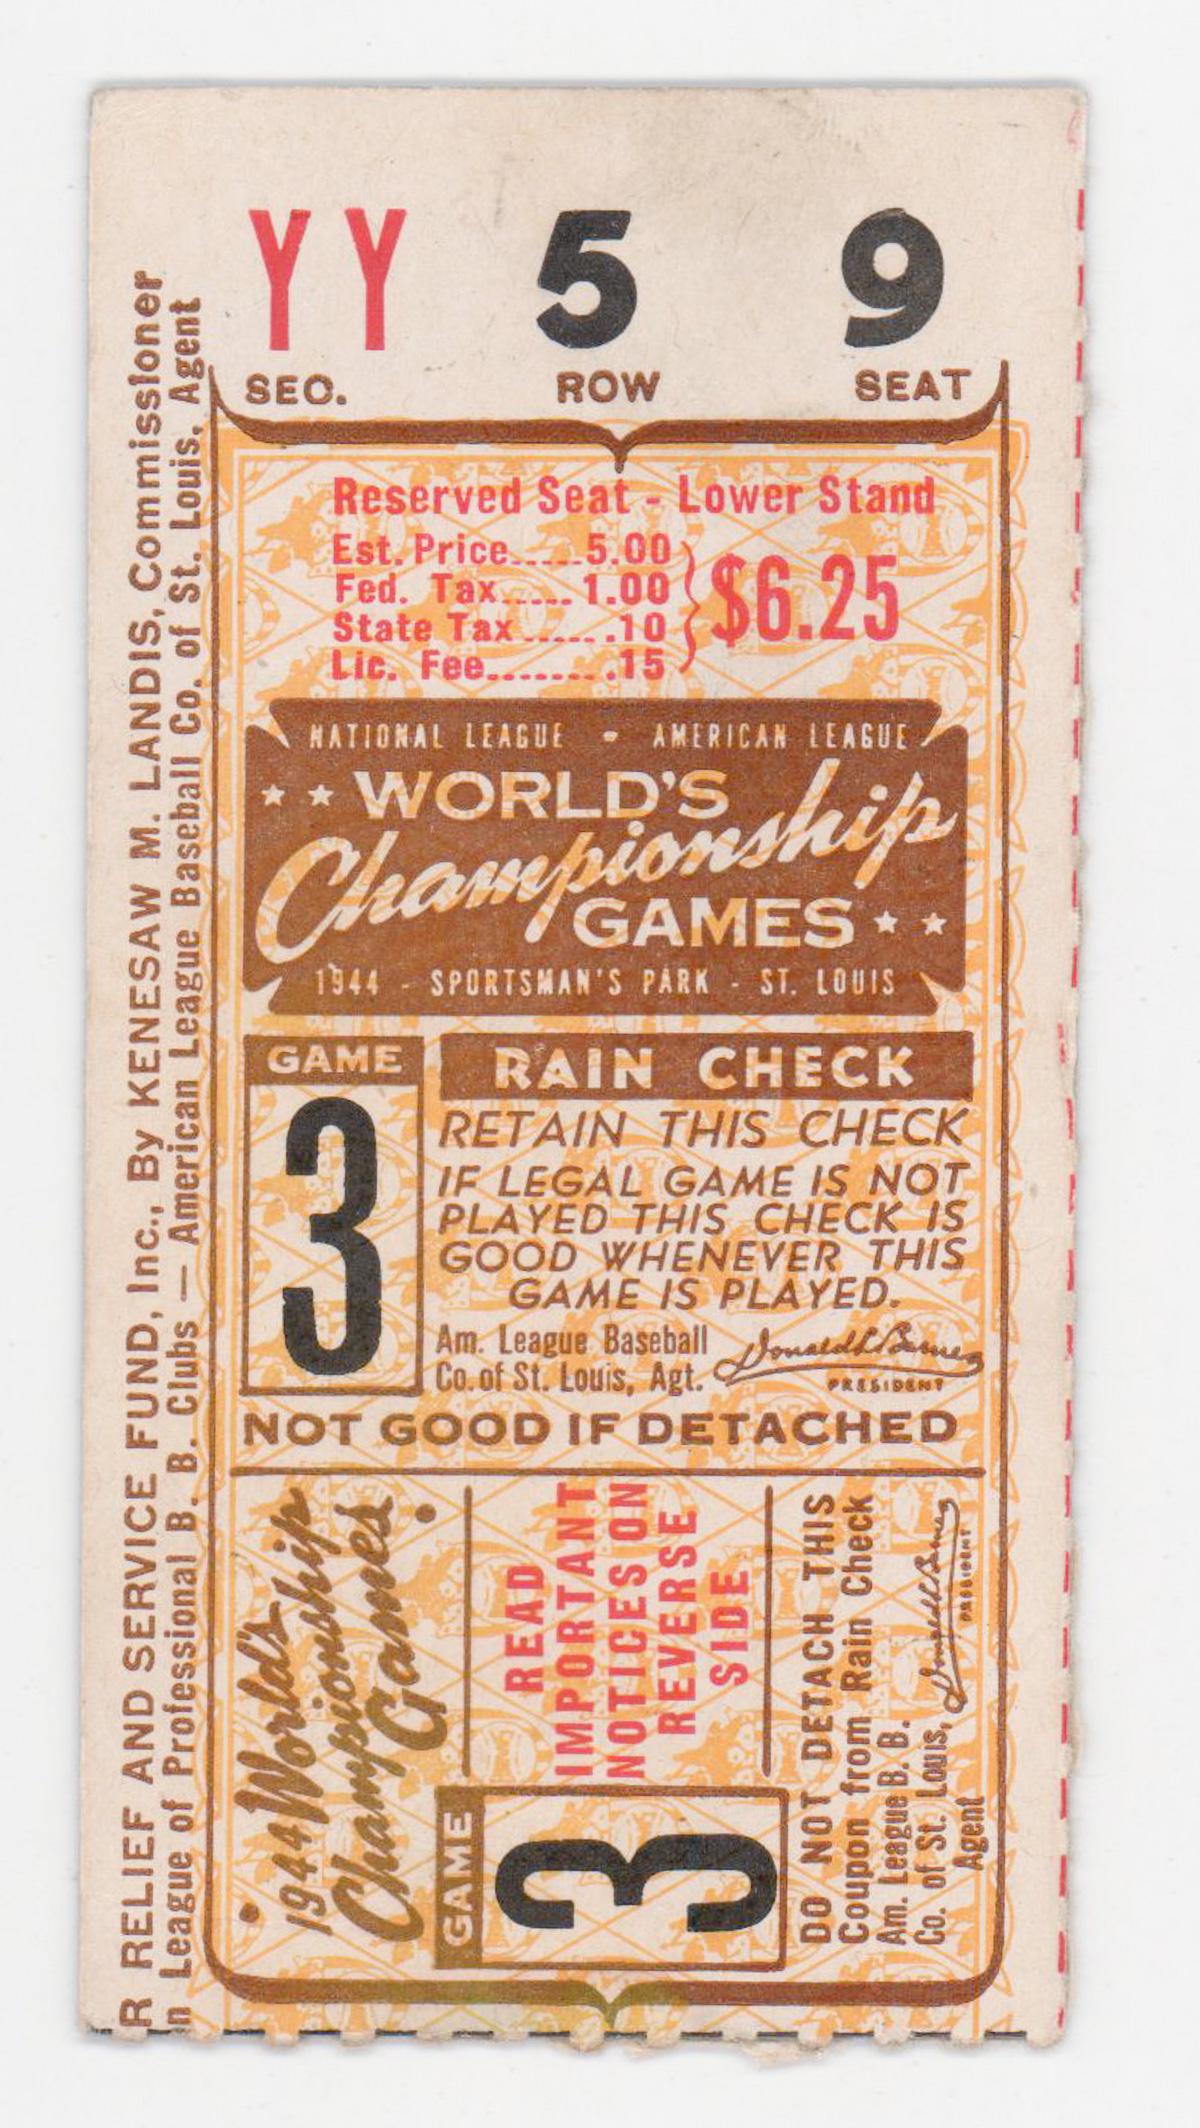 YY 5 9
SEC. ROW SEAT
Reserved Seat - Lower Stand
Est. Price.....5.00
Fed. Tax..... 1.00
State Tax ...... .10
Lic. Fee........ .15
$6.25
NATIONAL LEAGUE - AMERICAN LEAGUE
WORLD'S
Championship
GAMES
1944 - SPORTSMAN'S PARK - ST. LOUIS
GAME
3
RAIN CHECK
RETAIN THIS CHECK
IF LEGAL GAME IS NOT
PLAYED THIS CHECK IS
GOOD WHENEVER THIS
GAME IS PLAYED.
Am. League Baseball
Co. of St. Louis, Agt.
Donald L Barnes
PRESIDENT
NOT GOOD IF DETACHED
1944 World's
Championship
Games
READ
IMPORTANT
NOTICES ON
REVERSE
SIDE
GAME
3
DO NOT DETACH THIS
Coupon from Rain Check
Am. League B. B.
Co. of St. Louis,
Agent
Donald L Barnes
PRESIDENT
R RELIEF AND SERVICE FUND, Inc., By KENESAW M. LANDIS, Commissioner
n League of Professional B. B. Clubs — American League Baseball Co. of St. Louis, Agent